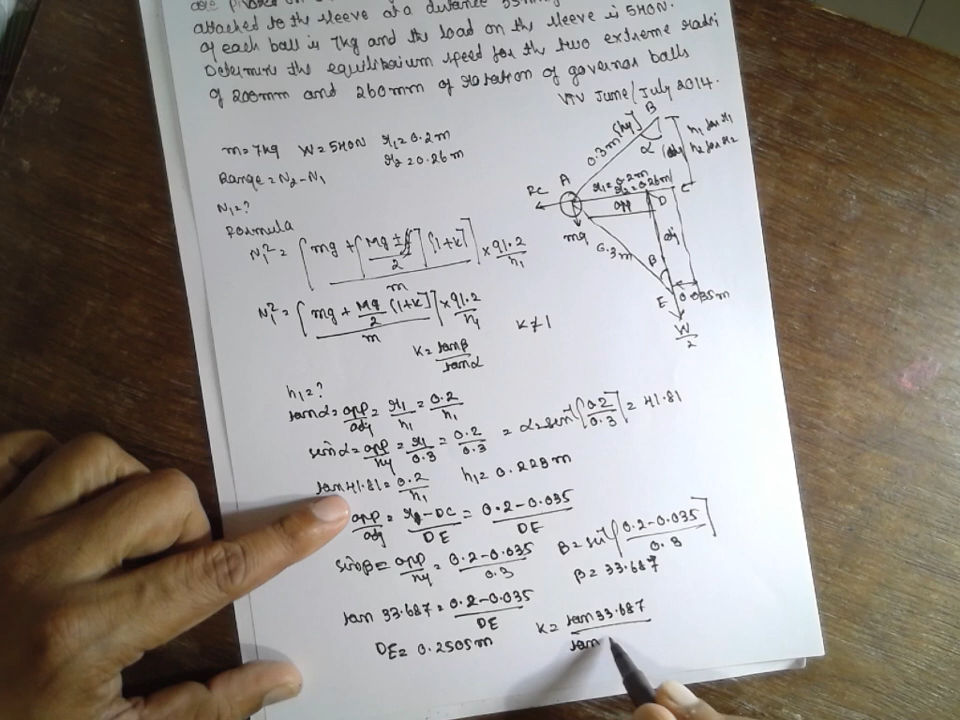 attached to the sleeve at a distance 35mm
of each ball is 7kg and the load on the sleeve is 540N.
Determine the equilibrium speed for the two extreme radii
of 200mm and 260mm of rotation of governor balls
VTV June/July 2014.
m=7kg W=540N r1=0.2m
r2=0.26m
Range=N2-N1
N1=?
Formula
N1²= [mg+[Mg±f/2](1+k)]/m × 91.2/h1
N1²= [mg+Mg/2(1+k)]/m × 91.2/h1
K≠1
K=tanβ/tanα
h1=?
tanα=opp/adj=r1/h1=0.2/h1
sinα=opp/hy=r1/0.3=0.2/0.3 = α=sin⁻¹[0.2/0.3]=41.81
tan41.81=0.2/h1 h1=0.223m
opp/adj=r1-DC/DE=0.2-0.035/DE
sinβ=opp/hy=0.2-0.035/0.3 β=sin⁻¹[0.2-0.035/0.3]
β=33.687
tan 33.687=0.2-0.035/DE
DE=0.2505m
K=tan33.687/tan
B
0.3m(hy)
α
(adj)
h1 for r1
h2 for r2
A
FC
r1=0.2m
r2=0.26m
C
D
opp
mg
0.3m
adj
β
E
0.035m
W/2